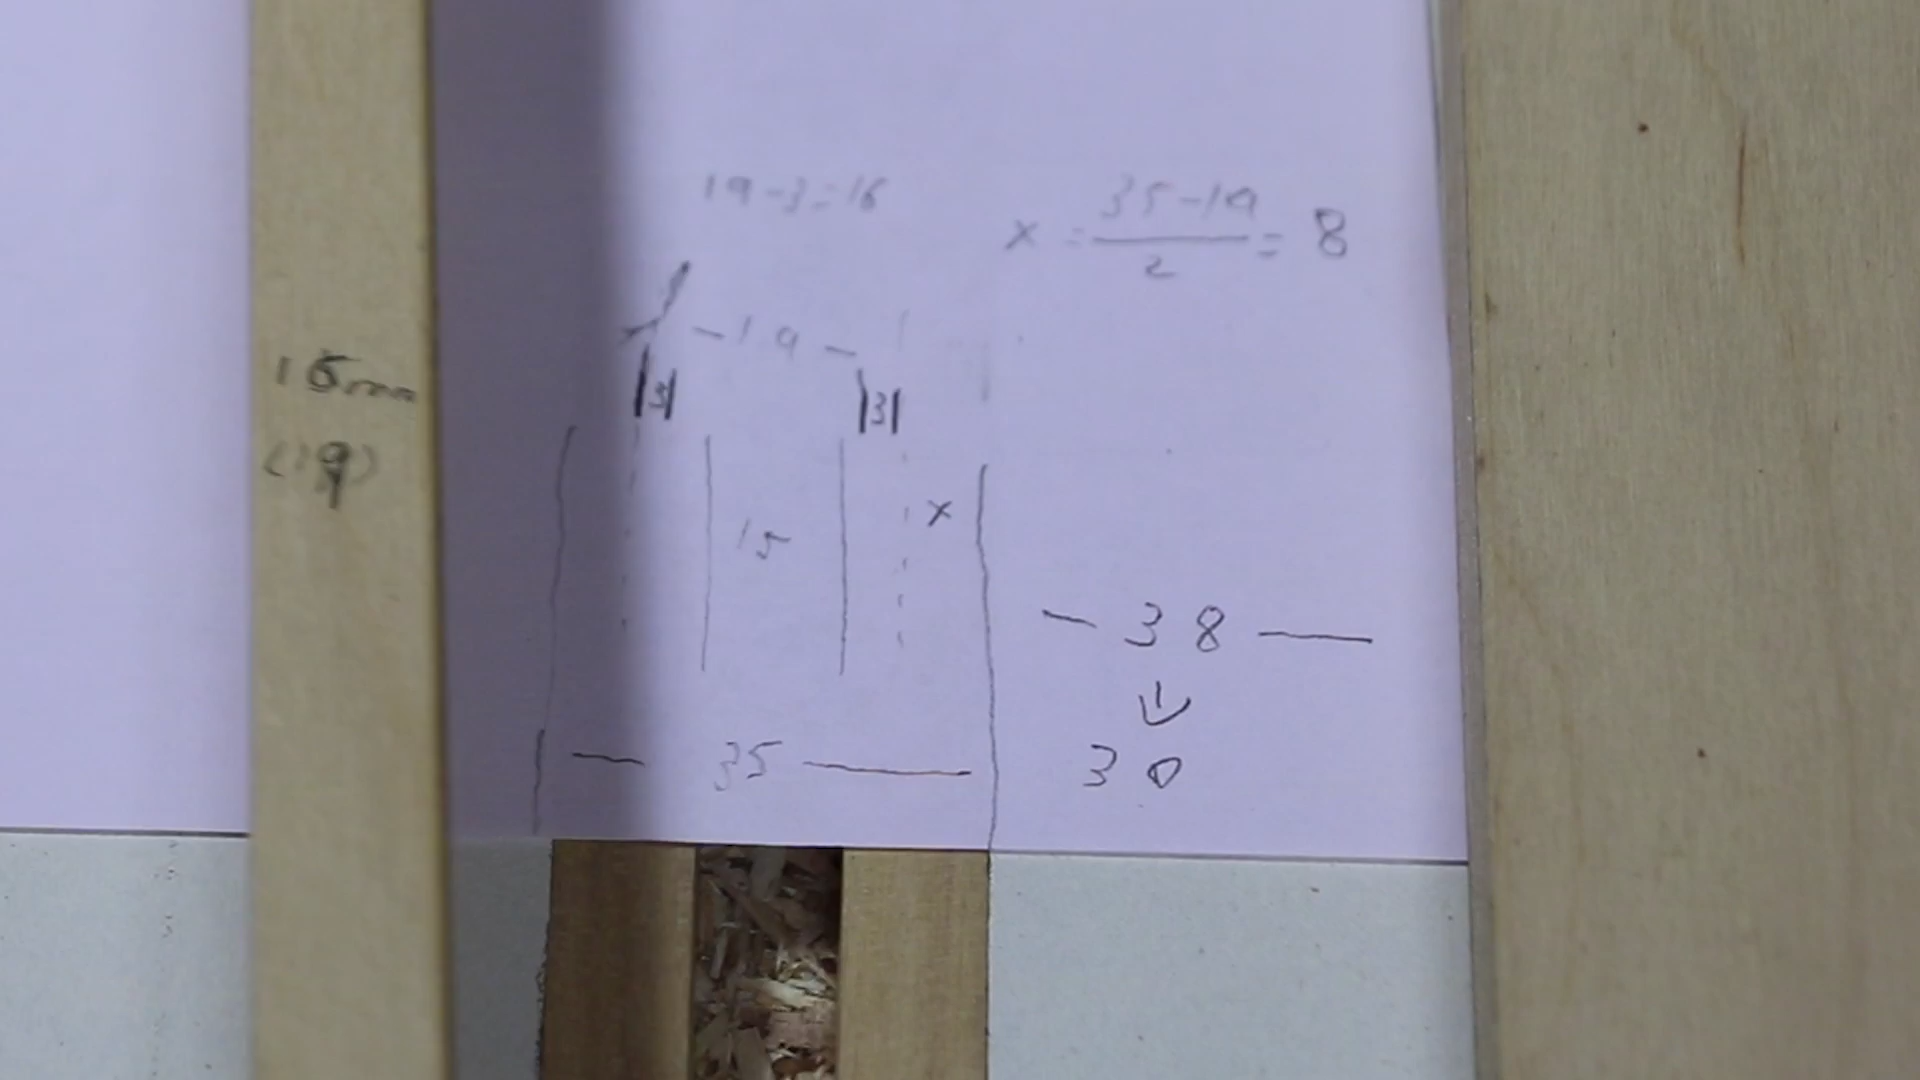 19-3=16
x = 35-19 / 2 = 8
-19-
|3| |3|
15mm
(19)
x
15
- 38 -
↓
- 35 -
30